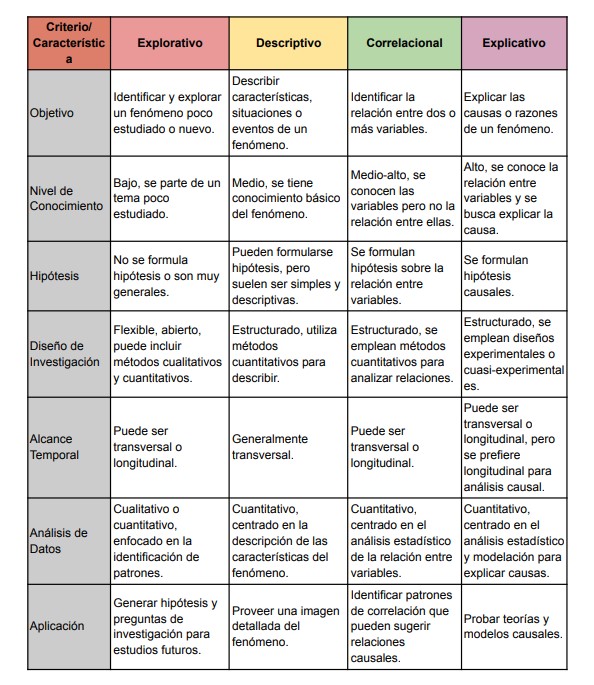 Criterio/
Característic
a
Explorativo
Descriptivo
Correlacional
Explicativo
Objetivo
Identificar y explorar
un fenómeno poco
estudiado o nuevo.
Describir
características,
situaciones o
eventos de un
fenómeno.
Identificar la
relación entre dos o
más variables.
Explicar las
causas o razones
de un fenómeno.
Nivel de
Conocimiento
Bajo, se parte de un
tema poco
estudiado.
Medio, se tiene
conocimiento básico
del fenómeno.
Medio-alto, se
conocen las
variables pero no la
relación entre ellas.
Alto, se conoce la
relación entre
variables y se
busca explicar la
causa.
Hipótesis
No se formula
hipótesis o son muy
generales.
Pueden formularse
hipótesis, pero
suelen ser simples y
descriptivas.
Se formulan
hipótesis sobre la
relación entre
variables.
Se formulan
hipótesis
causales.
Diseño de
Investigación
Flexible, abierto,
puede incluir
métodos cualitativos
y cuantitativos.
Estructurado, utiliza
métodos
cuantitativos para
describir.
Estructurado, se
emplean métodos
cuantitativos para
analizar relaciones.
Estructurado, se
emplean diseños
experimentales o
cuasi-experimental
es.
Alcance
Temporal
Puede ser
transversal o
longitudinal.
Generalmente
transversal.
Puede ser
transversal o
longitudinal.
Puede ser
transversal o
longitudinal, pero
se prefiere
longitudinal para
análisis causal.
Análisis de
Datos
Cualitativo o
cuantitativo,
enfocado en la
identificación de
patrones.
Cuantitativo,
centrado en la
descripción de las
características del
fenómeno.
Cuantitativo,
centrado en el
análisis estadístico
de la relación entre
variables.
Cuantitativo,
centrado en el
análisis estadístico
y modelación para
explicar causas.
Aplicación
Generar hipótesis y
preguntas de
investigación para
estudios futuros.
Proveer una imagen
detallada del
fenómeno.
Identificar patrones
de correlación que
pueden sugerir
relaciones
causales.
Probar teorías y
modelos causales.